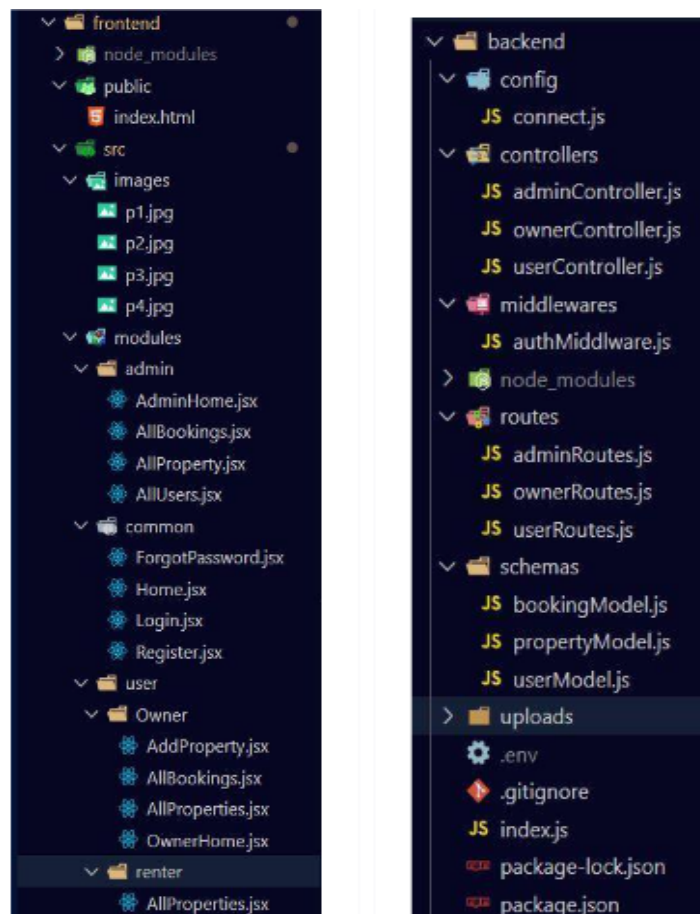 frontend
node_modules
public
index.html
src
images
p1.jpg
p2.jpg
p3.jpg
p4.jpg
modules
admin
AdminHome.jsx
AllBookings.jsx
AllProperty.jsx
AllUsers.jsx
common
ForgotPassword.jsx
Home.jsx
Login.jsx
Register.jsx
user
Owner
AddProperty.jsx
AllBookings.jsx
AllProperties.jsx
OwnerHome.jsx
renter
AllProperties.jsx
backend
config
JS connect.js
controllers
JS adminController.js
JS ownerController.js
JS userController.js
middlewares
JS authMiddlware.js
node_modules
routes
JS adminRoutes.js
JS ownerRoutes.js
JS userRoutes.js
schemas
JS bookingModel.js
JS propertyModel.js
JS userModel.js
uploads
.env
.gitignore
JS index.js
package-lock.json
package.json